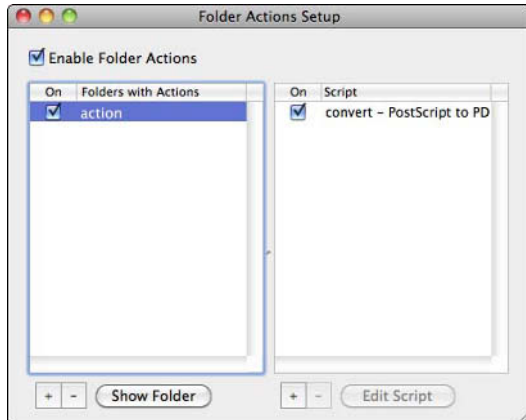 Folder Actions Setup
Enable Folder Actions
On Folders with Actions
action
On Script
convert – PostScript to PD
+ - Show Folder
+ - Edit Script